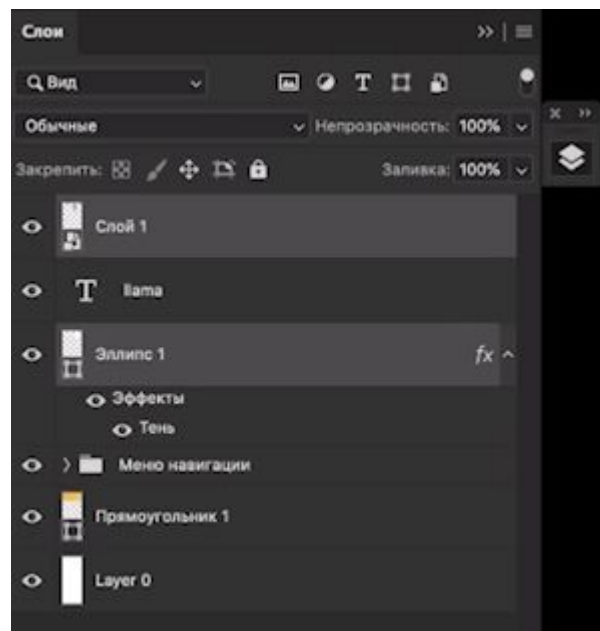 Слои
Вид
Обычные Непрозрачность: 100%
Закрепить: Заливка: 100%
Слой 1
T llama
Эллипс 1 fx
Эффекты
Тень
Меню навигации
Прямоугольник 1
Layer 0